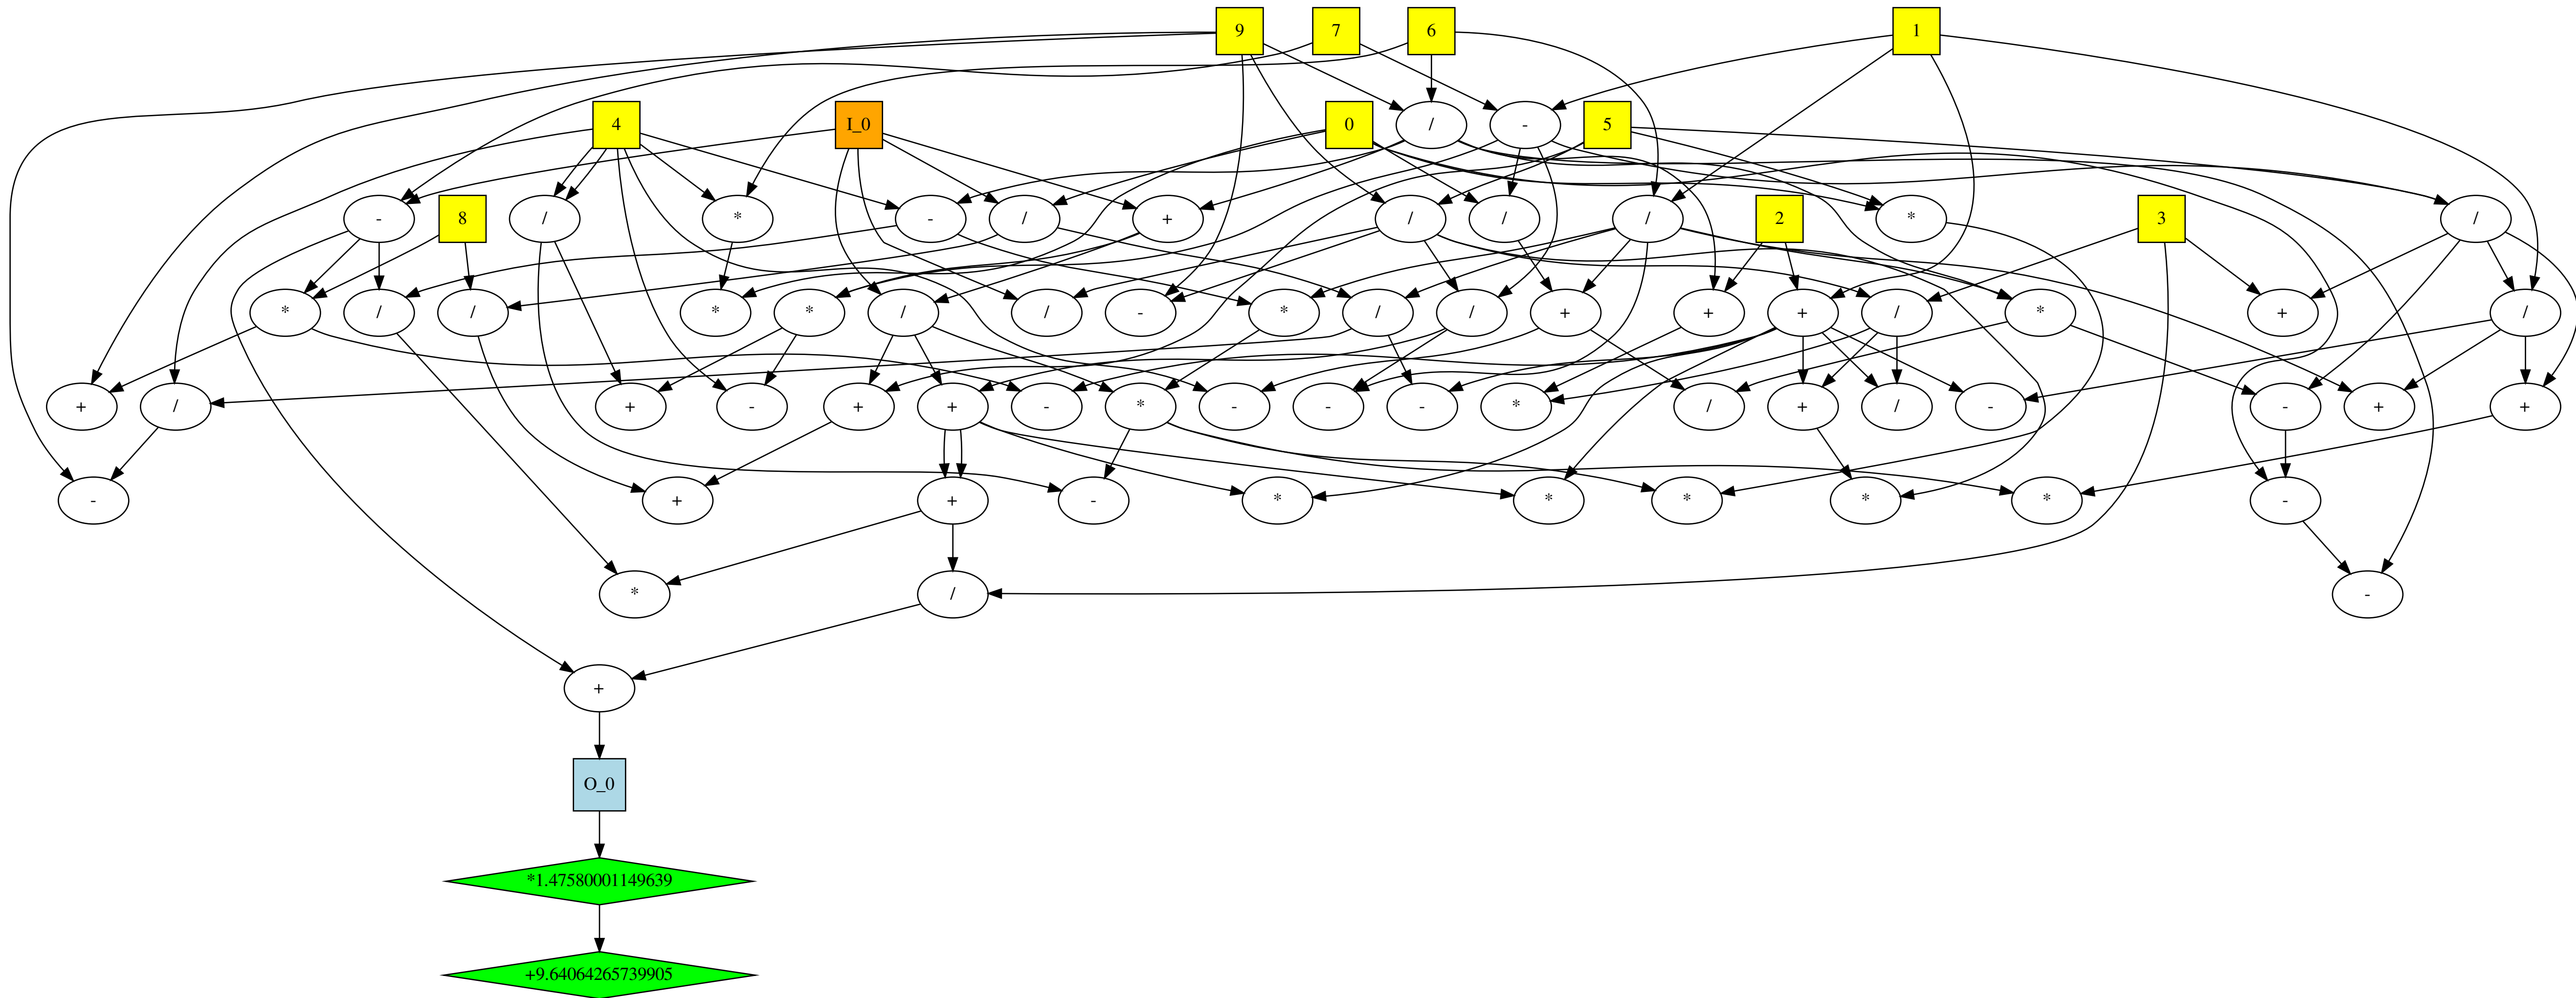 9 7 6 1
4 I_0 0 / - 5
- 8 / * - / + / / / 2 * 3 /
* / / * * / / - * / / + + + / * + /
+ / + - + + - * - - - * / + / - - + +
- + + - * * * * * -
* / -
+
O_0
*1.47580001149639
+9.64064265739905